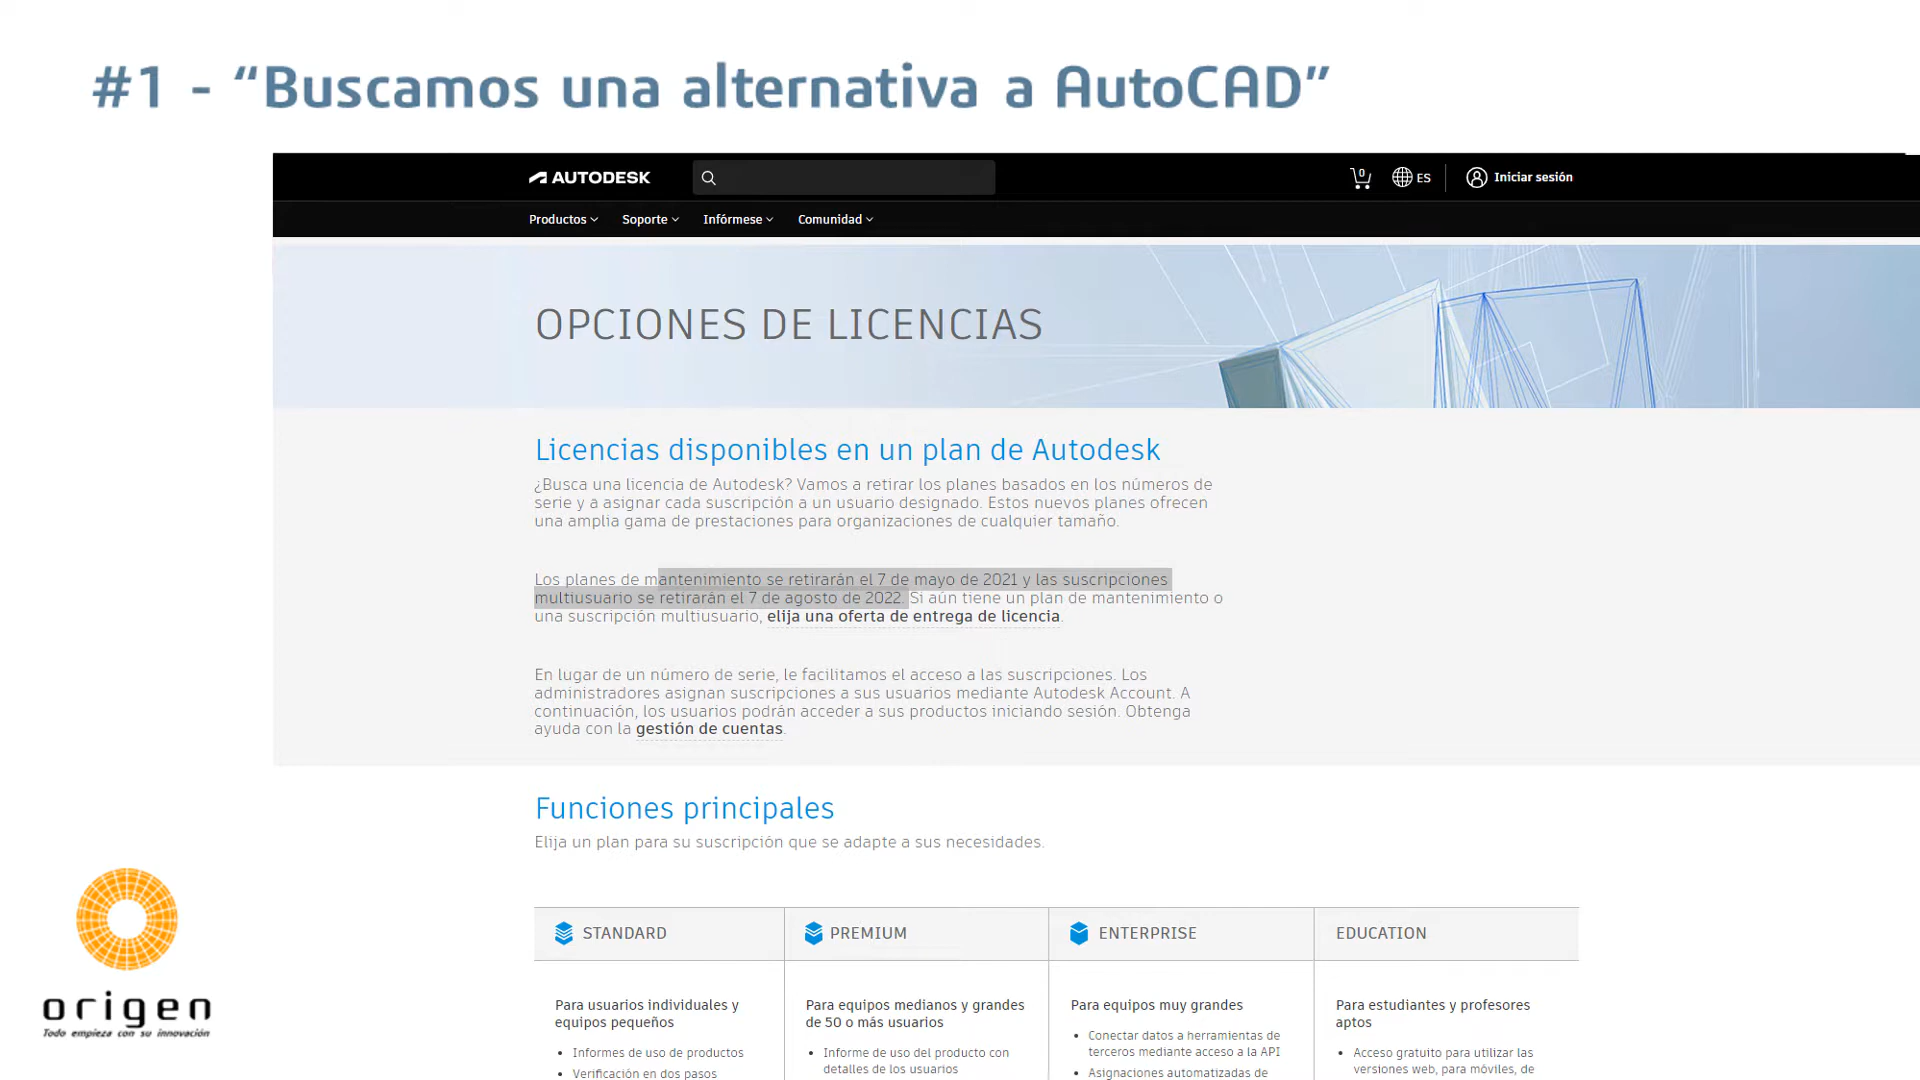 #1 - “Buscamos una alternativa a AutoCAD”
AUTODESK
0
ES
Iniciar sesión
Productos
Soporte
Infórmese
Comunidad
OPCIONES DE LICENCIAS
Licencias disponibles en un plan de Autodesk
¿Busca una licencia de Autodesk? Vamos a retirar los planes basados en los números de
serie y a asignar cada suscripción a un usuario designado. Estos nuevos planes ofrecen
una amplia gama de prestaciones para organizaciones de cualquier tamaño.
Los planes de mantenimiento se retirarán el 7 de mayo de 2021 y las suscripciones
multiusuario se retirarán el 7 de agosto de 2022. Si aún tiene un plan de mantenimiento o
una suscripción multiusuario, elija una oferta de entrega de licencia.
En lugar de un número de serie, le facilitamos el acceso a las suscripciones. Los
administradores asignan suscripciones a sus usuarios mediante Autodesk Account. A
continuación, los usuarios podrán acceder a sus productos iniciando sesión. Obtenga
ayuda con la gestión de cuentas.
Funciones principales
Elija un plan para su suscripción que se adapte a sus necesidades.
STANDARD
PREMIUM
ENTERPRISE
EDUCATION
Para usuarios individuales y
equipos pequeños
• Informes de uso de productos
• Verificación en dos pasos
Para equipos medianos y grandes
de 50 o más usuarios
• Informe de uso del producto con
detalles de los usuarios
Para equipos muy grandes
• Conectar datos a herramientas de
terceros mediante acceso a la API
• Asignaciones automatizadas de
Para estudiantes y profesores
aptos
• Acceso gratuito para utilizar las
versiones web, para móviles, de
origen
Todo empieza con su innovación